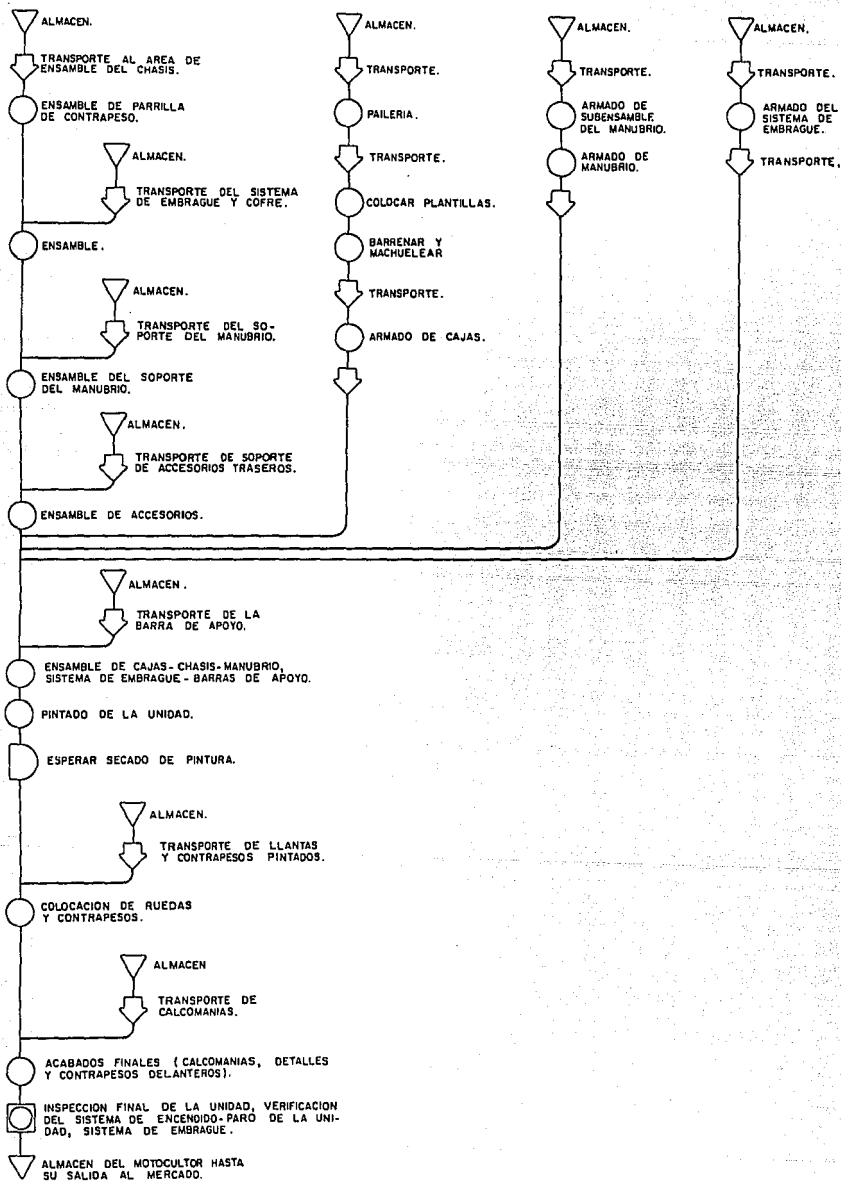 ALMACEN.
TRANSPORTE AL AREA DE
ENSAMBLE DEL CHASIS.
ENSAMBLE DE PARRILLA
DE CONTRAPESO.
ALMACEN.
TRANSPORTE DEL SISTEMA
DE EMBRAGUE Y COFRE.
ENSAMBLE.
ALMACEN.
TRANSPORTE DEL SO-
PORTE DEL MANUBRIO.
ENSAMBLE DEL SOPORTE
DEL MANUBRIO.
ALMACEN.
TRANSPORTE DE SOPORTE
DE ACCESORIOS TRASEROS.
ENSAMBLE DE ACCESORIOS.
ALMACEN.
TRANSPORTE.
PAILERIA.
TRANSPORTE.
COLOCAR PLANTILLAS.
BARRENAR Y
MACHUELEAR
TRANSPORTE.
ARMADO DE CAJAS.
ALMACEN.
TRANSPORTE.
ARMADO DE
SUBENSAMBLE
DEL MANUBRIO.
ARMADO DE
MANUBRIO.
ALMACEN.
TRANSPORTE.
ARMADO DEL
SISTEMA DE
EMBRAGUE.
TRANSPORTE,
ALMACEN.
TRANSPORTE DE LA
BARRA DE APOYO.
ENSAMBLE DE CAJAS-CHASIS-MANUBRIO,
SISTEMA DE EMBRAGUE-BARRAS DE APOYO.
PINTADO DE LA UNIDAD.
ESPERAR SECADO DE PINTURA.
ALMACEN.
TRANSPORTE DE LLANTAS
Y CONTRAPESOS PINTADOS.
COLOCACION DE RUEDAS
Y CONTRAPESOS.
ALMACEN
TRANSPORTE DE
CALCOMANIAS.
ACABADOS FINALES (CALCOMANIAS, DETALLES
Y CONTRAPESOS DELANTEROS).
INSPECCION FINAL DE LA UNIDAD, VERIFICACION
DEL SISTEMA DE ENCENDIDO-PARO DE LA UNI-
DAD, SISTEMA DE EMBRAGUE.
ALMACEN DEL MOTOCULTOR HASTA
SU SALIDA AL MERCADO.